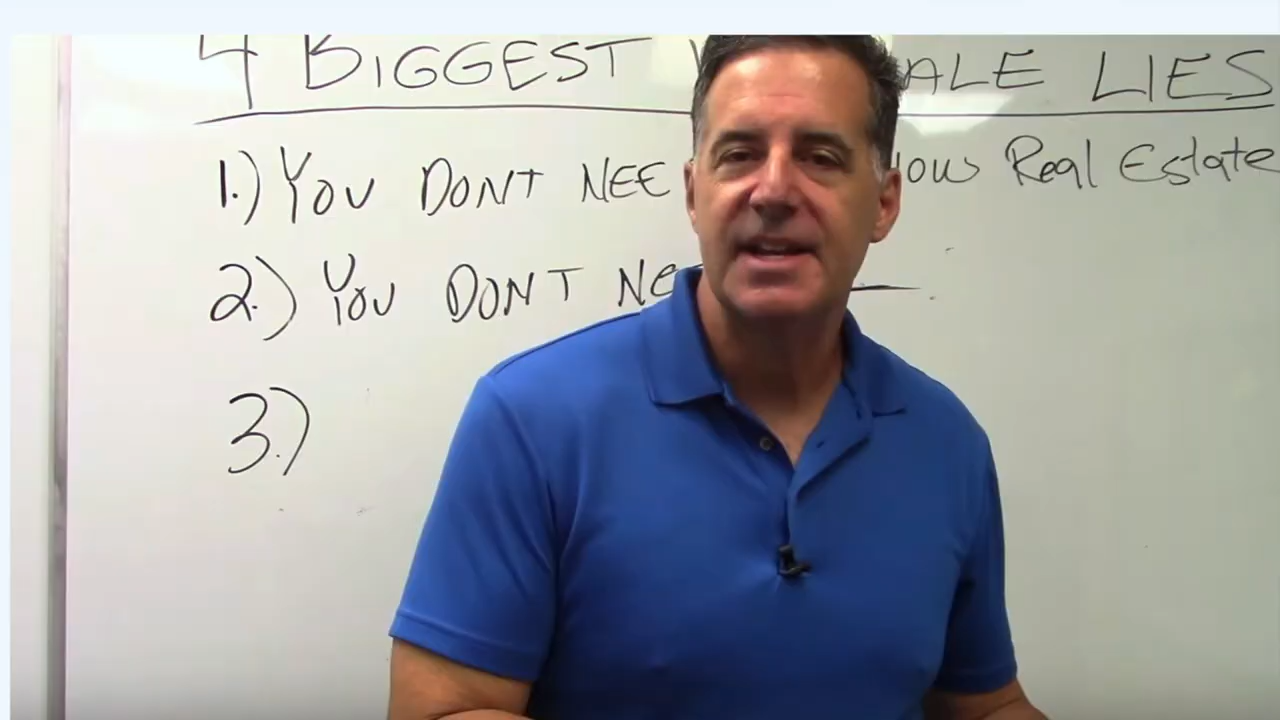 4 BIGGEST ALE LIES
1.) YOU DONT NEE OW Real Estate
2.) YOU DONT NE
3.)